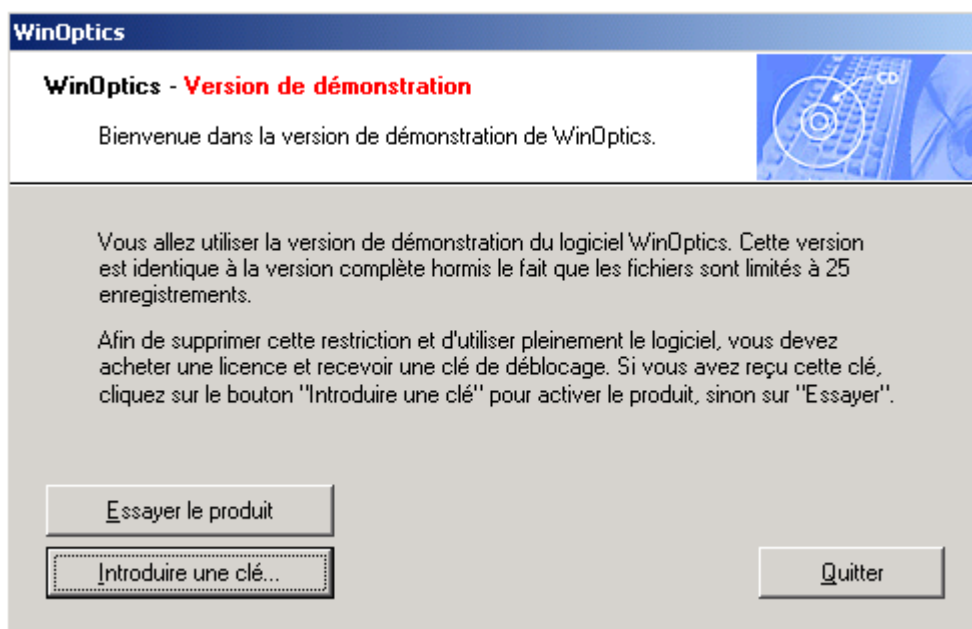 WinOptics
WinOptics - Version de démonstration
CD
Bienvenue dans la version de démonstration de WinOptics.
Vous allez utiliser la version de démonstration du logiciel WinOptics. Cette version
est identique à la version complète hormis le fait que les fichiers sont limités à 25
enregistrements.
Afin de supprimer cette restriction et d'utiliser pleinement le logiciel, vous devez
acheter une licence et recevoir une clé de déblocage. Si vous avez reçu cette clé,
cliquez sur le bouton "Introduire une clé" pour activer le produit, sinon sur "Essayer".
Essayer le produit
Introduire une clé...
Quitter